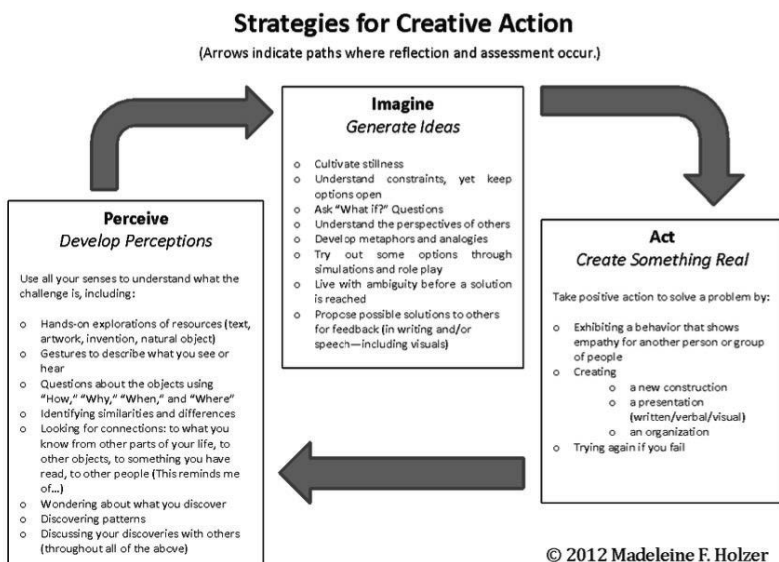 Strategies for Creative Action
(Arrows indicate paths where reflection and assessment occur.)
Imagine
Generate Ideas
o Cultivate stillness
o Understand constraints, yet keep
options open
o Ask "What if?" Questions
o Understand the perspectives of others
o Develop metaphors and analogies
o Try out some options through
simulations and role play
o Live with ambiguity before a solution
is reached
o Propose possible solutions to others
for feedback (in writing and/or
speech—including visuals)
Perceive
Develop Perceptions
Use all your senses to understand what the
challenge is, including:
o Hands-on explorations of resources (text,
artwork, invention, natural object)
o Gestures to describe what you see or
hear
o Questions about the objects using
"How," "Why," "When," and "Where"
o Identifying similarities and differences
o Looking for connections: to what you
know from other parts of your life, to
other objects, to something you have
read, to other people (This reminds me
of...)
o Wondering about what you discover
o Discovering patterns
o Discussing your discoveries with others
(throughout all of the above)
Act
Create Something Real
Take positive action to solve a problem by:
o Exhibiting a behavior that shows
empathy for another person or group
of people
o Creating
o a new construction
o a presentation
(written/verbal/visual)
o an organization
o Trying again if you fail
© 2012 Madeleine F. Holzer